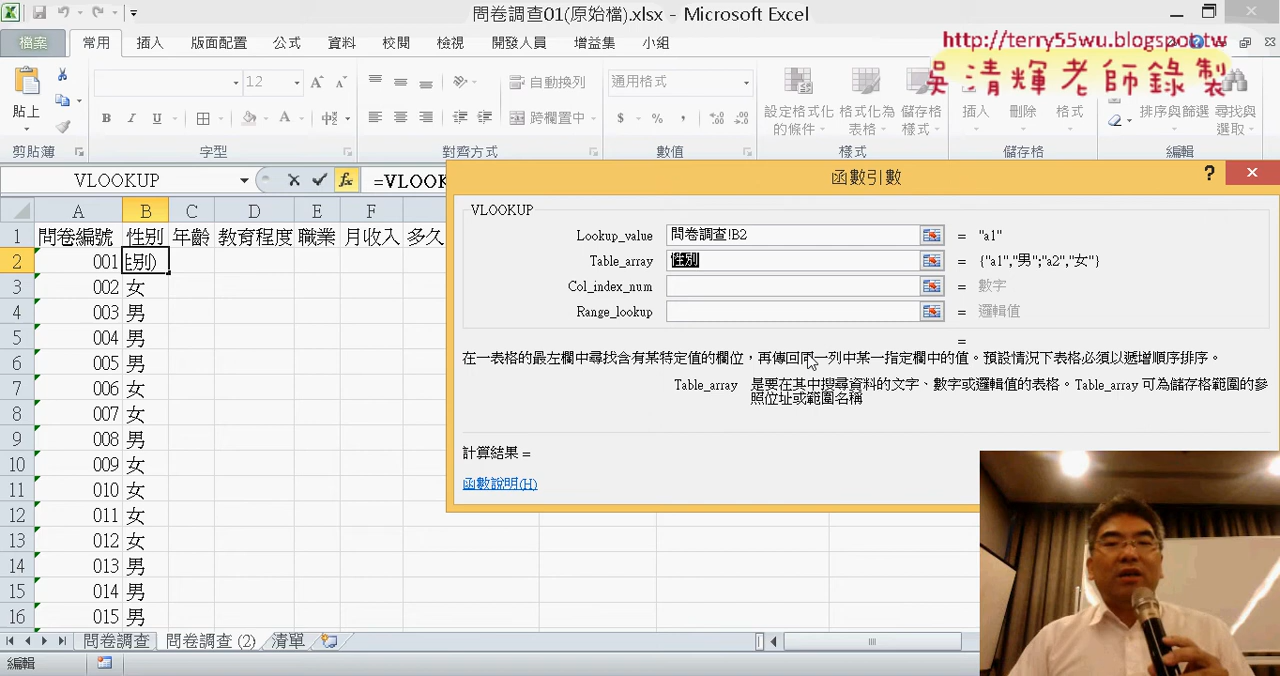 問卷調查01(原始檔).xlsx - Microsoft Excel
檔案 常用 插入 版面配置 公式 資料 校閱 檢視 開發人員 增益集 小組
http://terry55wu.blogspot.tw
吳清輝老師錄製
貼上 12 B I U A 自動換列 跨欄置中 通用格式 $ % , 設定格式化的條件 格式化為表格 儲存格樣式 插入 刪除 格式 排序與篩選 尋找與選取
剪貼簿 字型 對齊方式 數值 樣式 儲存格 編輯
VLOOKUP fx =VLOOK
函數引數 ?
VLOOKUP
Lookup_value 問卷調查!B2 = "a1"
Table_array 性別 = {"a1","男";"a2","女"}
Col_index_num = 數字
Range_lookup = 邏輯值
=
在一表格的最左欄中尋找含有某特定值的欄位，再傳回同一列中某一指定欄中的值。預設情況下表格必須以遞增順序排序。
Table_array 是要在其中搜尋資料的文字、數字或邏輯值的表格。Table_array 可為儲存格範圍的參
照位址或範圍名稱
計算結果 =
函數說明(H)
A B C D E F
1 問卷編號 性別 年齡 教育程度 職業 月收入 多久
2 001 別)
3 002 女
4 003 男
5 004 男
6 005 男
7 006 女
8 007 女
9 008 男
10 009 女
11 010 女
12 011 女
13 012 女
14 013 男
15 014 男
16 015 男
問卷調查 問卷調查 (2) 清單
編輯